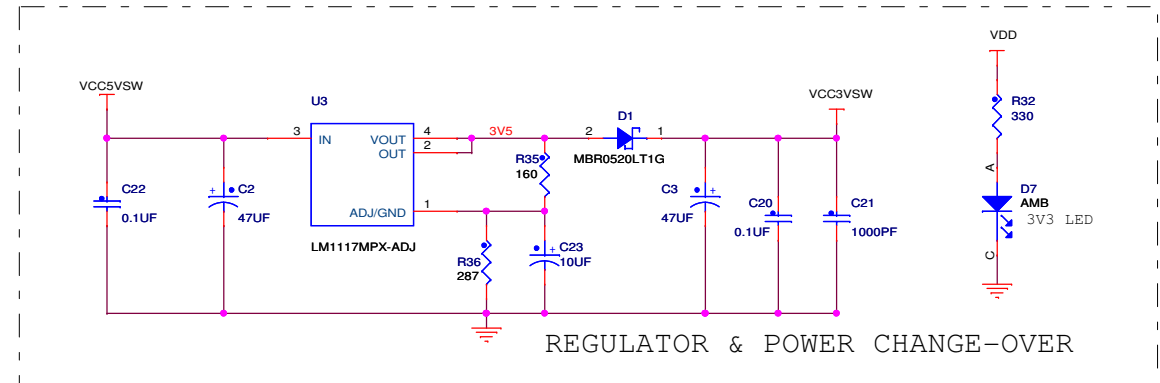 VDD
VCC5VSW
VCC3VSW
U3
R32
330
D1
3 IN VOUT 4 3V5 2 1
OUT 2
MBR0520LT1G
R35
160
A
C22
0.1UF
+ C2
47UF
C3 +
47UF
D7
AMB
3V3 LED
ADJ/GND 1
C20
0.1UF
C21
1000PF
LM1117MPX-ADJ
R36
287
C23 +
10UF
C
REGULATOR & POWER CHANGE-OVER